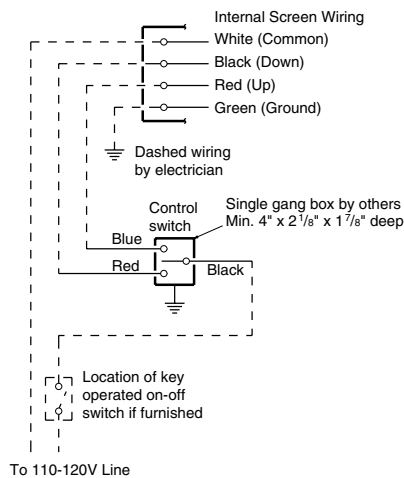 Internal Screen Wiring
White (Common)
Black (Down)
Red (Up)
Green (Ground)
Dashed wiring
by electrician
Single gang box by others
Min. 4" x 2 1/8" x 1 7/8" deep
Control
switch
Blue
Red
Black
Location of key
operated on-off
switch if furnished
To 110-120V Line